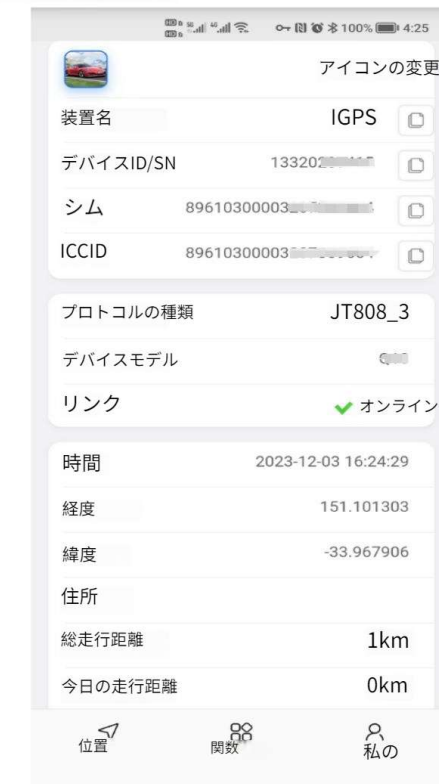 100% 4:25
アイコンの変更
装置名 IGPS
デバイスID/SN 13320
シム 89610300003
ICCID 89610300003
プロトコルの種類 JT808_3
デバイスモデル
リンク オンライン
時間 2023-12-03 16:24:29
経度 151.101303
緯度 -33.967906
住所
総走行距離 1km
今日の走行距離 0km
位置 関数 私の